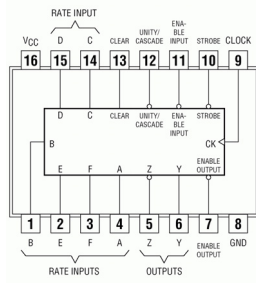 RATE INPUT
ENA-
UNITY/ BLE
VCC D C CLEAR CASCADE INPUT STROBE CLOCK
16 15 14 13 12 11 10 9
D C CLEAR UNITY/ ENA- STROBE
CASCADE BLE
INPUT
B CK
ENABLE
E F A Z Y OUTPUT
1 2 3 4 5 6 7 8
B E F A Z Y ENABLE GND
OUTPUT
RATE INPUTS OUTPUTS